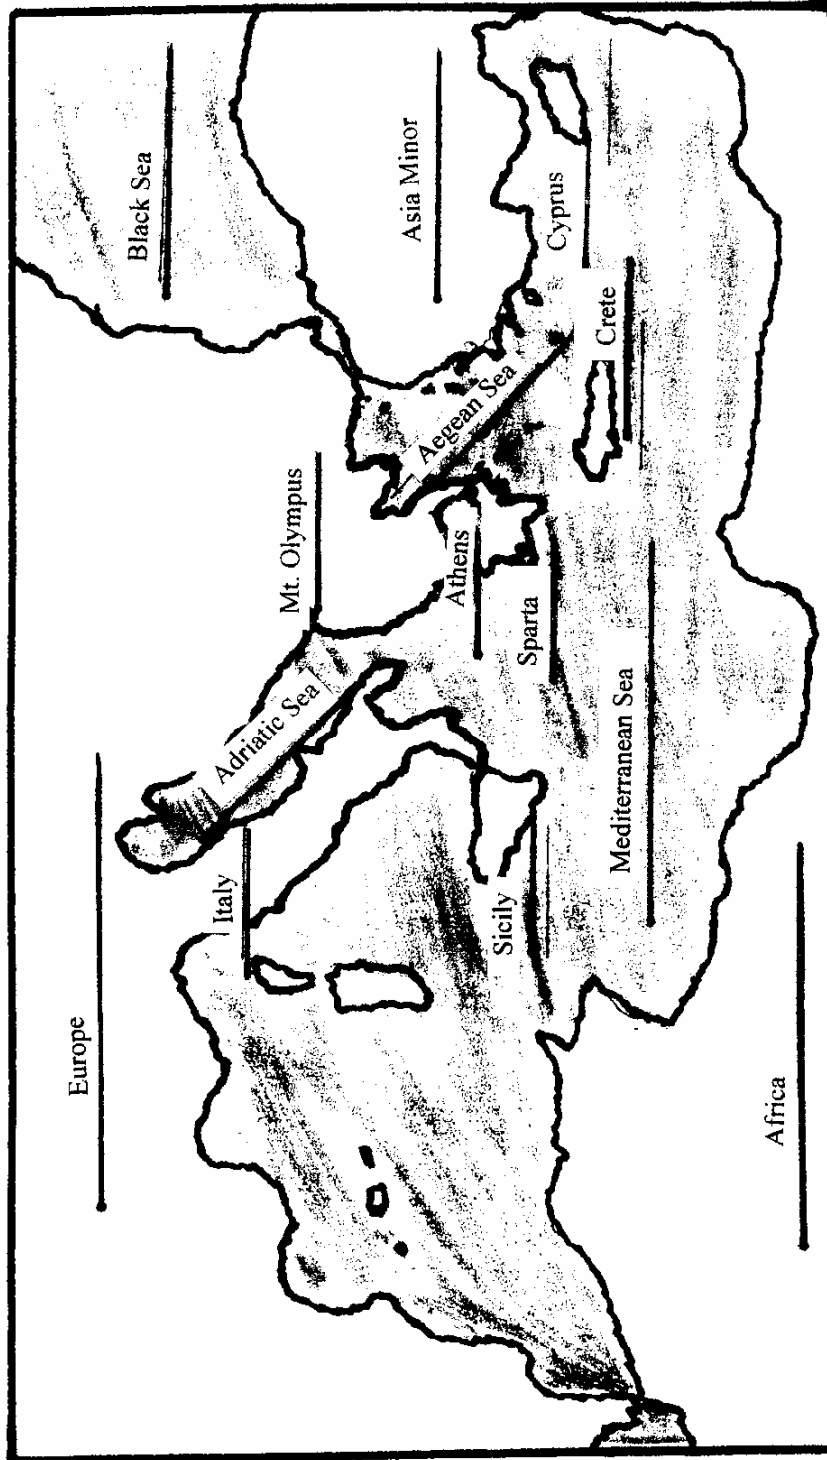 Europe
Black Sea
Italy
Adriatic Sea
Mt. Olympus
Asia Minor
Aegean Sea
Athens
Sicily
Sparta
Cyprus
Crete
Mediterranean Sea
Africa